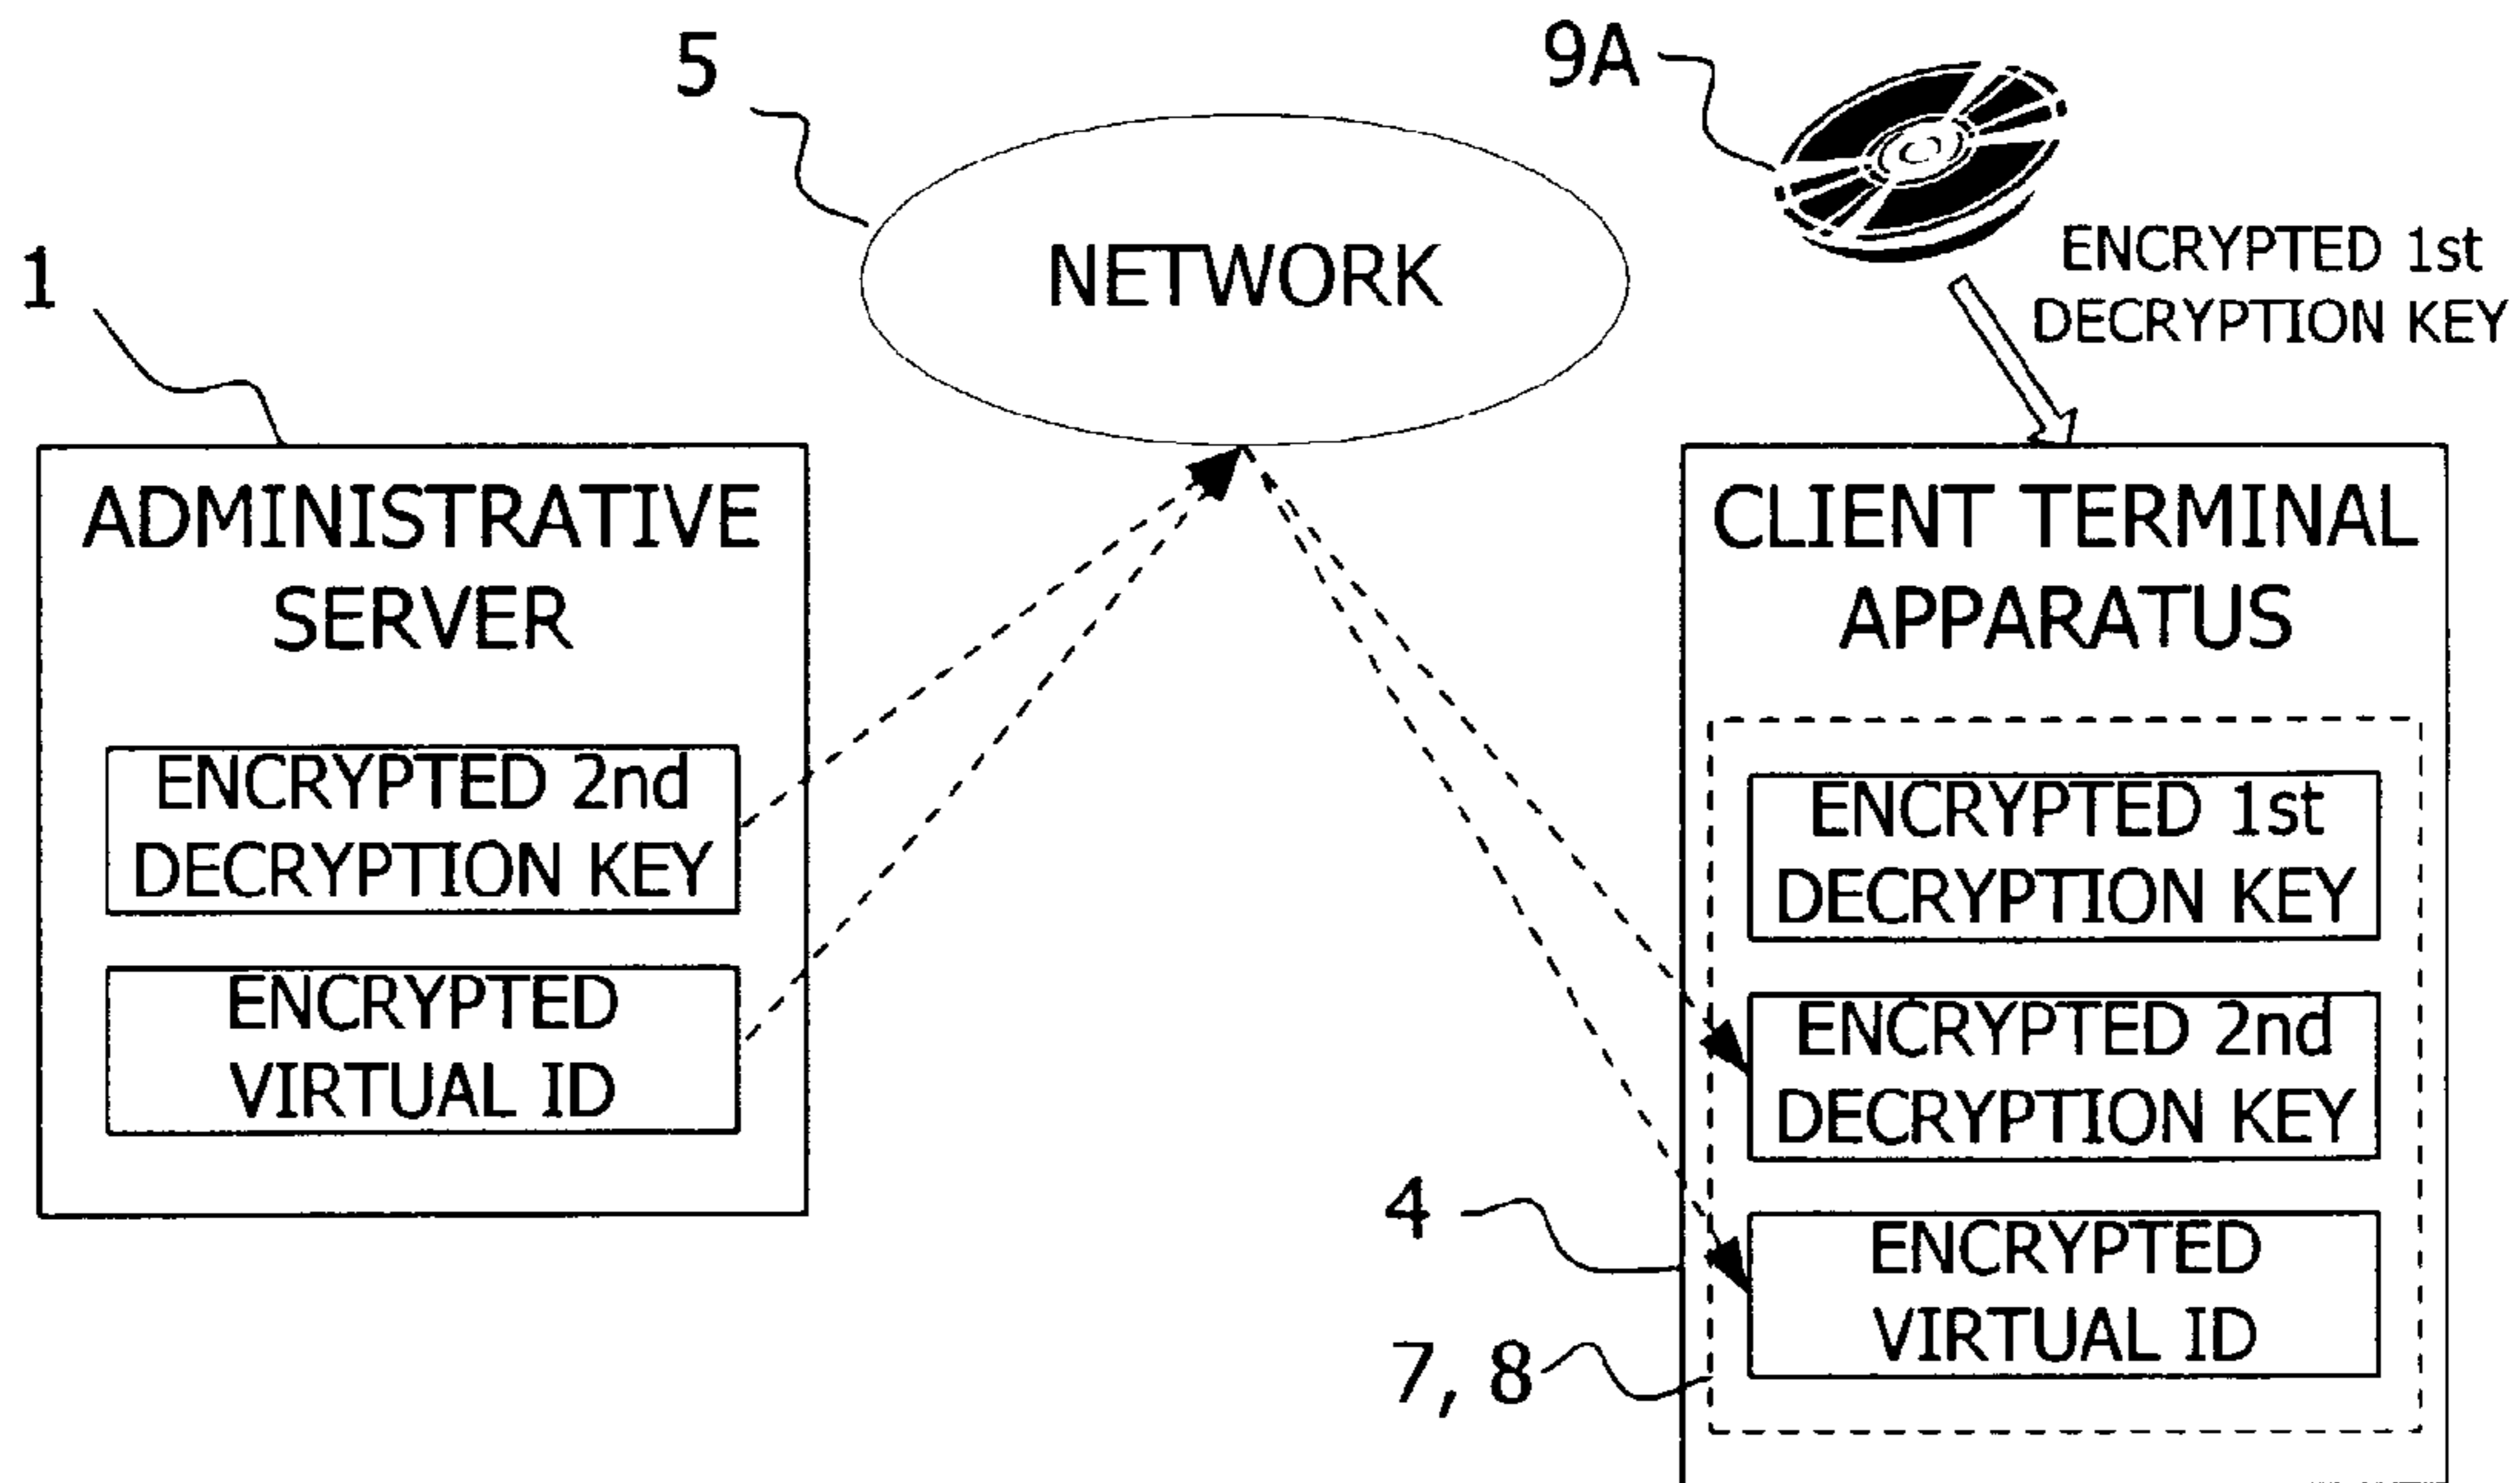 5
9A
NETWORK
ENCRYPTED 1st
DECRYPTION KEY
1
ADMINISTRATIVE
SERVER
ENCRYPTED 2nd
DECRYPTION KEY
ENCRYPTED
VIRTUAL ID
CLIENT TERMINAL
APPARATUS
ENCRYPTED 1st
DECRYPTION KEY
ENCRYPTED 2nd
DECRYPTION KEY
ENCRYPTED
VIRTUAL ID
4
7, 8